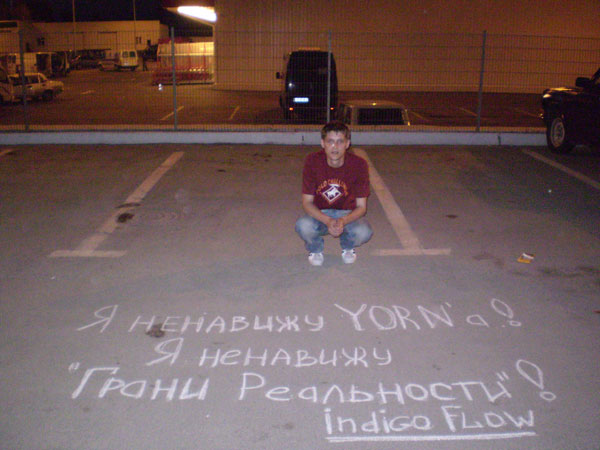 Я ненавижу YORN'а!
Я ненавижу
"Грани Реальности"!
indigo Flow